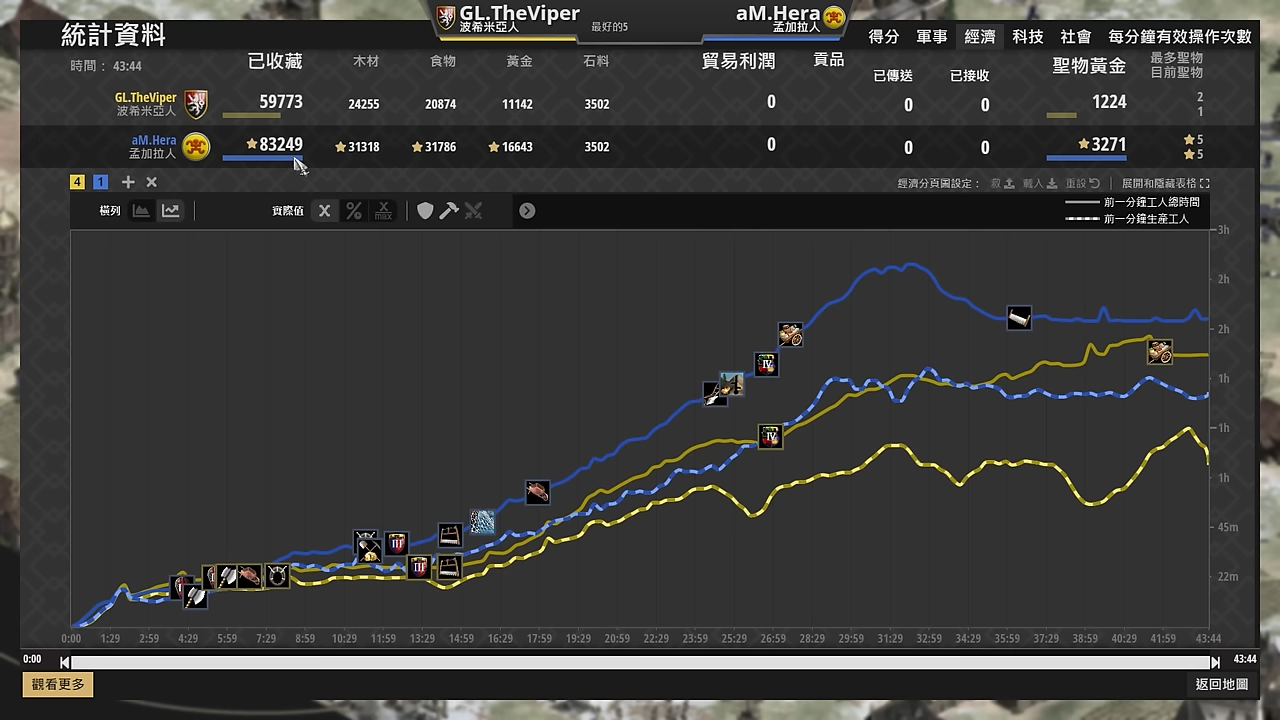 GL.TheViper
波希米亞人
最好的5
aM.Hera
孟加拉人
統計資料
得分 軍事 經濟 科技 社會 每分鐘有效操作次數
時間: 43:44
已收藏 木材 食物 黃金 石料 貿易利潤 貢品 已傳送 已接收 聖物黃金 最多聖物
目前聖物
GL.TheViper
波希米亞人
59773 24255 20874 11142 3502 0 0 0 1224 2
1
aM.Hera
孟加拉人
83249 31318 31786 16643 3502 0 0 0 3271 5
5
4 1
經濟分頁圖設定: 載入 重設 展開和隱藏表格
橫列 實際值 X % X
max
前一分鐘工人總時間
前一分鐘生產工人
3h
2h
2h
1h
1h
1h
45m
22m
IV
IV
III
III
0:00 1:29 2:59 4:29 5:59 7:29 8:59 10:29 11:59 13:29 14:59 16:29 17:59 19:29 20:59 22:29 23:59 25:29 26:59 28:29 29:59 31:29 32:59 34:29 35:59 37:29 38:59 40:29 41:59 43:44
0:00 43:44
觀看更多 返回地圖